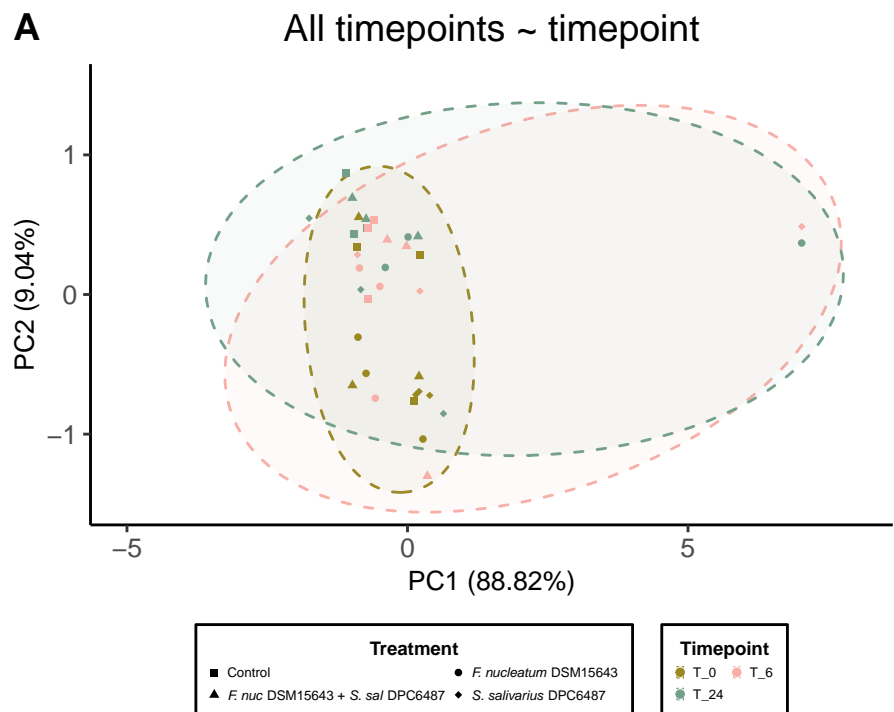 A
All timepoints ~ timepoint
PC2 (9.04%)
1
0
−1
−5
0
5
PC1 (88.82%)
Treatment
Control
F. nucleatum DSM15643
F. nuc DSM15643 + S. sal DPC6487
S. salivarius DPC6487
Timepoint
T_0
T_6
T_24